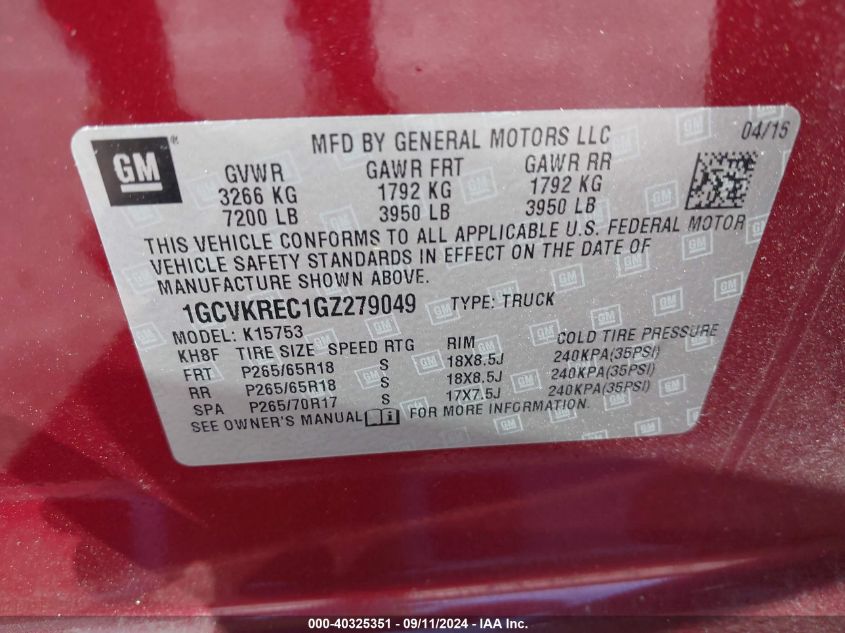 GM ®
MFD BY GENERAL MOTORS LLC 04/15
GVWR GAWR FRT GAWR RR
3266 KG 1792 KG 1792 KG
7200 LB 3950 LB 3950 LB
THIS VEHICLE CONFORMS TO ALL APPLICABLE U.S. FEDERAL MOTOR
VEHICLE SAFETY STANDARDS IN EFFECT ON THE DATE OF
MANUFACTURE SHOWN ABOVE.
1GCVKREC1GZ279049 TYPE: TRUCK
MODEL: K15753
KH8F TIRE SIZE SPEED RTG RIM COLD TIRE PRESSURE
FRT P265/65R18 S 18X8.5J 240KPA(35PSI)
RR P265/65R18 S 18X8.5J 240KPA(35PSI)
SPA P265/70R17 S 17X7.5J 240KPA(35PSI)
SEE OWNER'S MANUAL i FOR MORE INFORMATION.
000-40325351 - 09/11/2024 - IAA Inc.